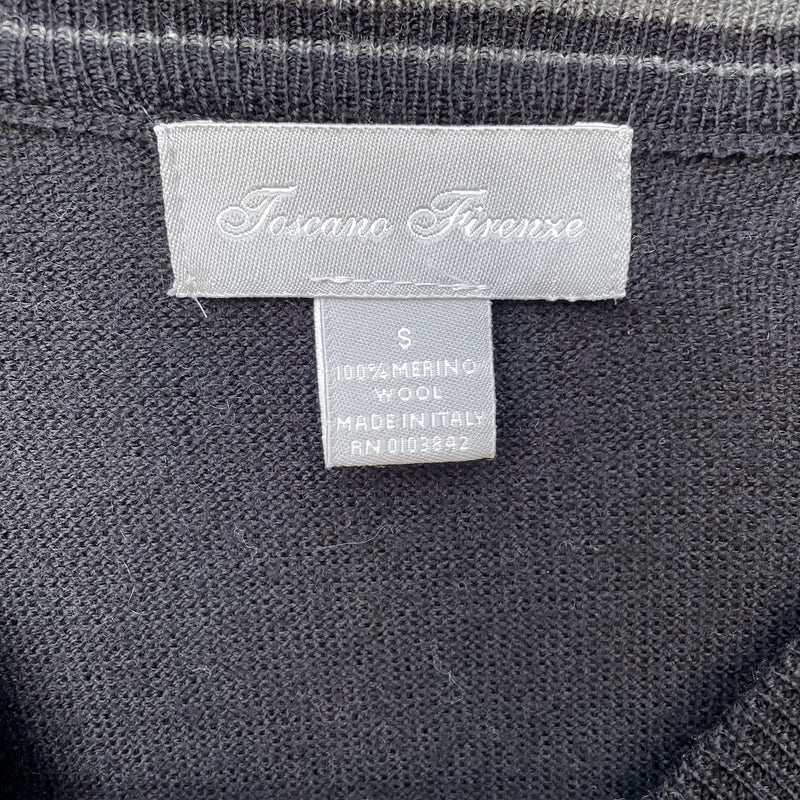 Toscano Firenze
S
100% MERINO
WOOL
MADE IN ITALY
RN 0103842